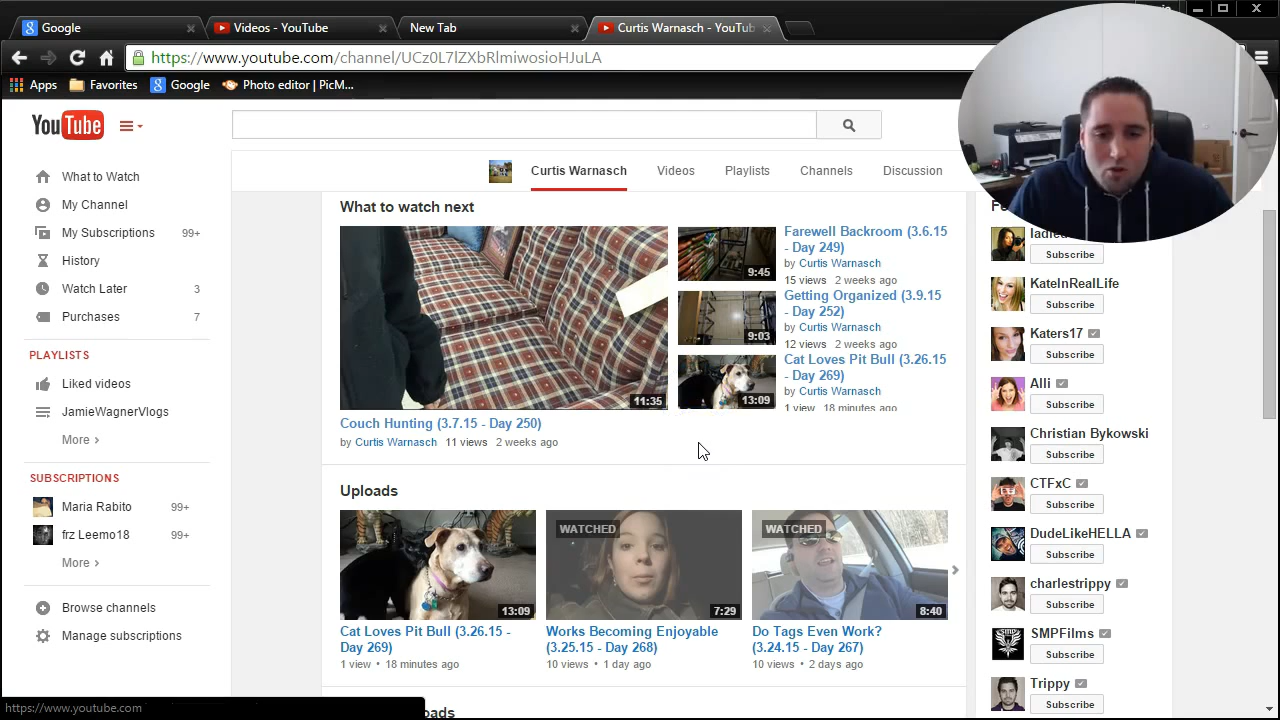 Google
Videos - YouTube
New Tab
Curtis Warnasch - YouTub
https://www.youtube.com/channel/UCz0L7lZXbRlmiwosioHJuLA
Apps
Favorites
Google
Photo editor | PicM...
YouTube
What to Watch
My Channel
My Subscriptions 99+
History
Watch Later 3
Purchases 7
PLAYLISTS
Liked videos
JamieWagnerVlogs
More
SUBSCRIPTIONS
Maria Rabito 99+
frz Leemo18 99+
More
Browse channels
Manage subscriptions
https://www.youtube.com
Curtis Warnasch
Videos
Playlists
Channels
Discussion
What to watch next
11:35
Couch Hunting (3.7.15 - Day 250)
by Curtis Warnasch 11 views 2 weeks ago
9:45
Farewell Backroom (3.6.15
- Day 249)
by Curtis Warnasch
15 views 2 weeks ago
9:03
Getting Organized (3.9.15
- Day 252)
by Curtis Warnasch
12 views 2 weeks ago
13:09
Cat Loves Pit Bull (3.26.15
- Day 269)
by Curtis Warnasch
1 view 18 minutes ago
Uploads
13:09
Cat Loves Pit Bull (3.26.15 -
Day 269)
1 view • 18 minutes ago
WATCHED
7:29
Works Becoming Enjoyable
(3.25.15 - Day 268)
10 views • 1 day ago
WATCHED
8:40
Do Tags Even Work?
(3.24.15 - Day 267)
10 views • 2 days ago
Subscribe
KateInRealLife
Subscribe
Katers17
Subscribe
Alli
Subscribe
Christian Bykowski
Subscribe
CTFxC
Subscribe
DudeLikeHELLA
Subscribe
charlestrippy
Subscribe
SMPFilms
Subscribe
Trippy
Subscribe